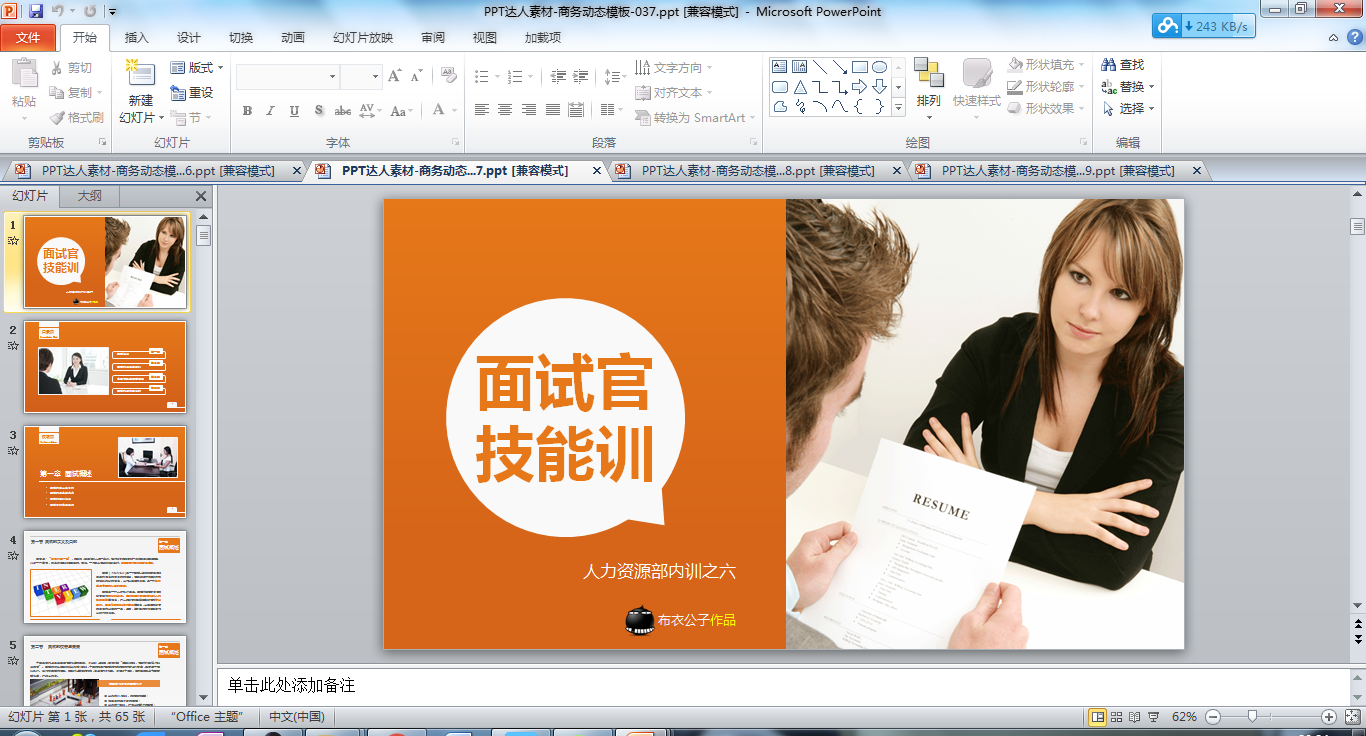 PPT达人素材-商务动态模板-037.ppt [兼容模式] - Microsoft PowerPoint
243 KB/s
文件 开始 插入 设计 切换 动画 幻灯片放映 审阅 视图 加载项
粘贴 剪切 复制 格式刷
剪贴板
新建
幻灯片
版式
重设
节
幻灯片
B I U S abc AV Aa A
字体
文字方向
对齐文本
转换为 SmartArt
段落
排列 快速样式
形状填充
形状轮廓
形状效果
绘图
查找
替换
选择
编辑
PPT达人素材-商务动态模...6.ppt [兼容模式]
PPT达人素材-商务动态...7.ppt [兼容模式]
PPT达人素材-商务动态模...8.ppt [兼容模式]
PPT达人素材-商务动态模...9.ppt [兼容模式]
幻灯片 大纲
1
面试官
技能训
2
3
第一章 面试概述
4
5
面试官
技能训
人力资源部内训之六
布衣公子作品
RESUME
单击此处添加备注
幻灯片 第 1 张，共 65 张 "Office 主题" 中文(中国) 62%